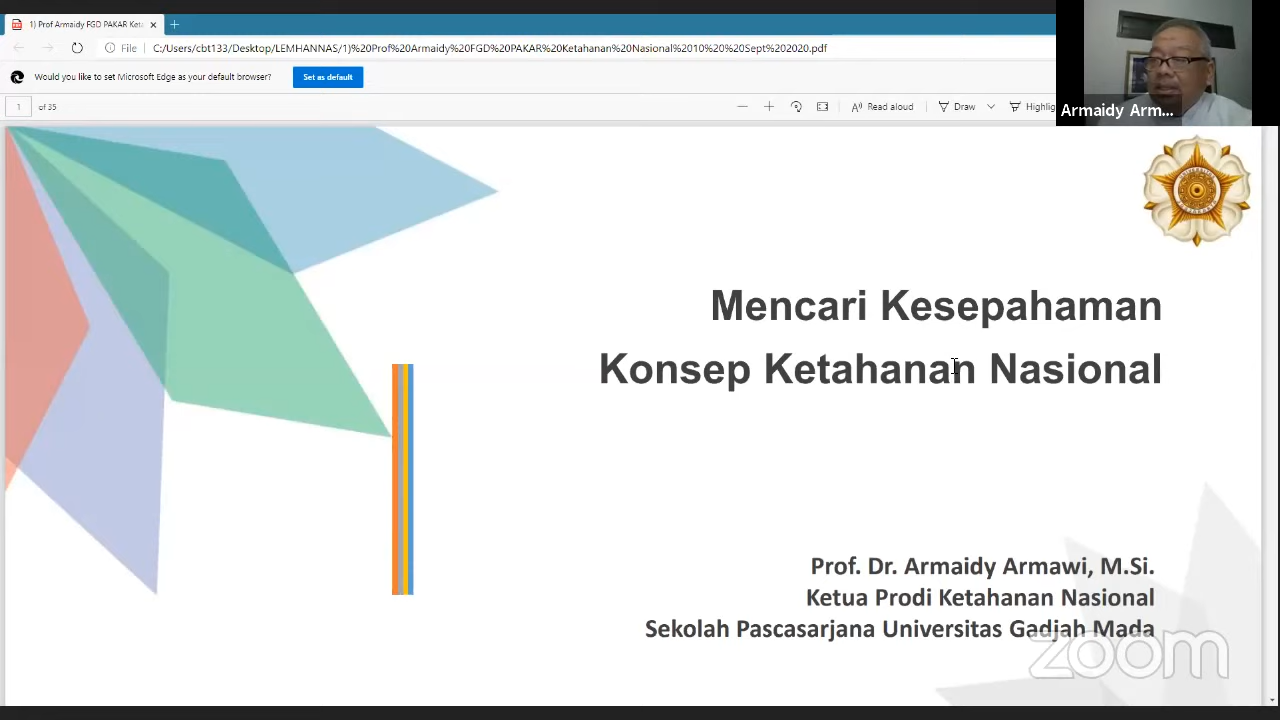 1) Prof Armaidy FGD PAKAR Keta
File
C:/Users/cbt133/Desktop/LEMHANNAS/1)%20Prof%20Armaidy%20FGD%20PAKAR%20Ketahanan%20Nasional%2010%20%20Sept%202020.pdf
Would you like to set Microsoft Edge as your default browser?
Set as default
1 of 35
Read aloud
Draw
Highlig
Armaidy Arm...
Mencari Kesepahaman
Konsep Ketahanan Nasional
Prof. Dr. Armaidy Armawi, M.Si.
Ketua Prodi Ketahanan Nasional
Sekolah Pascasarjana Universitas Gadjah Mada
zoom